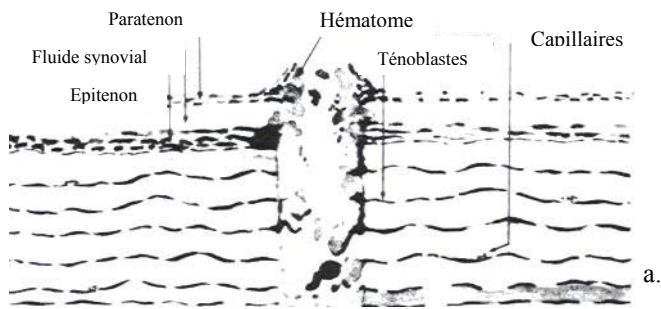 Paratenon
Hématome
Capillaires
Fluide synovial
Ténoblastes
Epitenon
a.